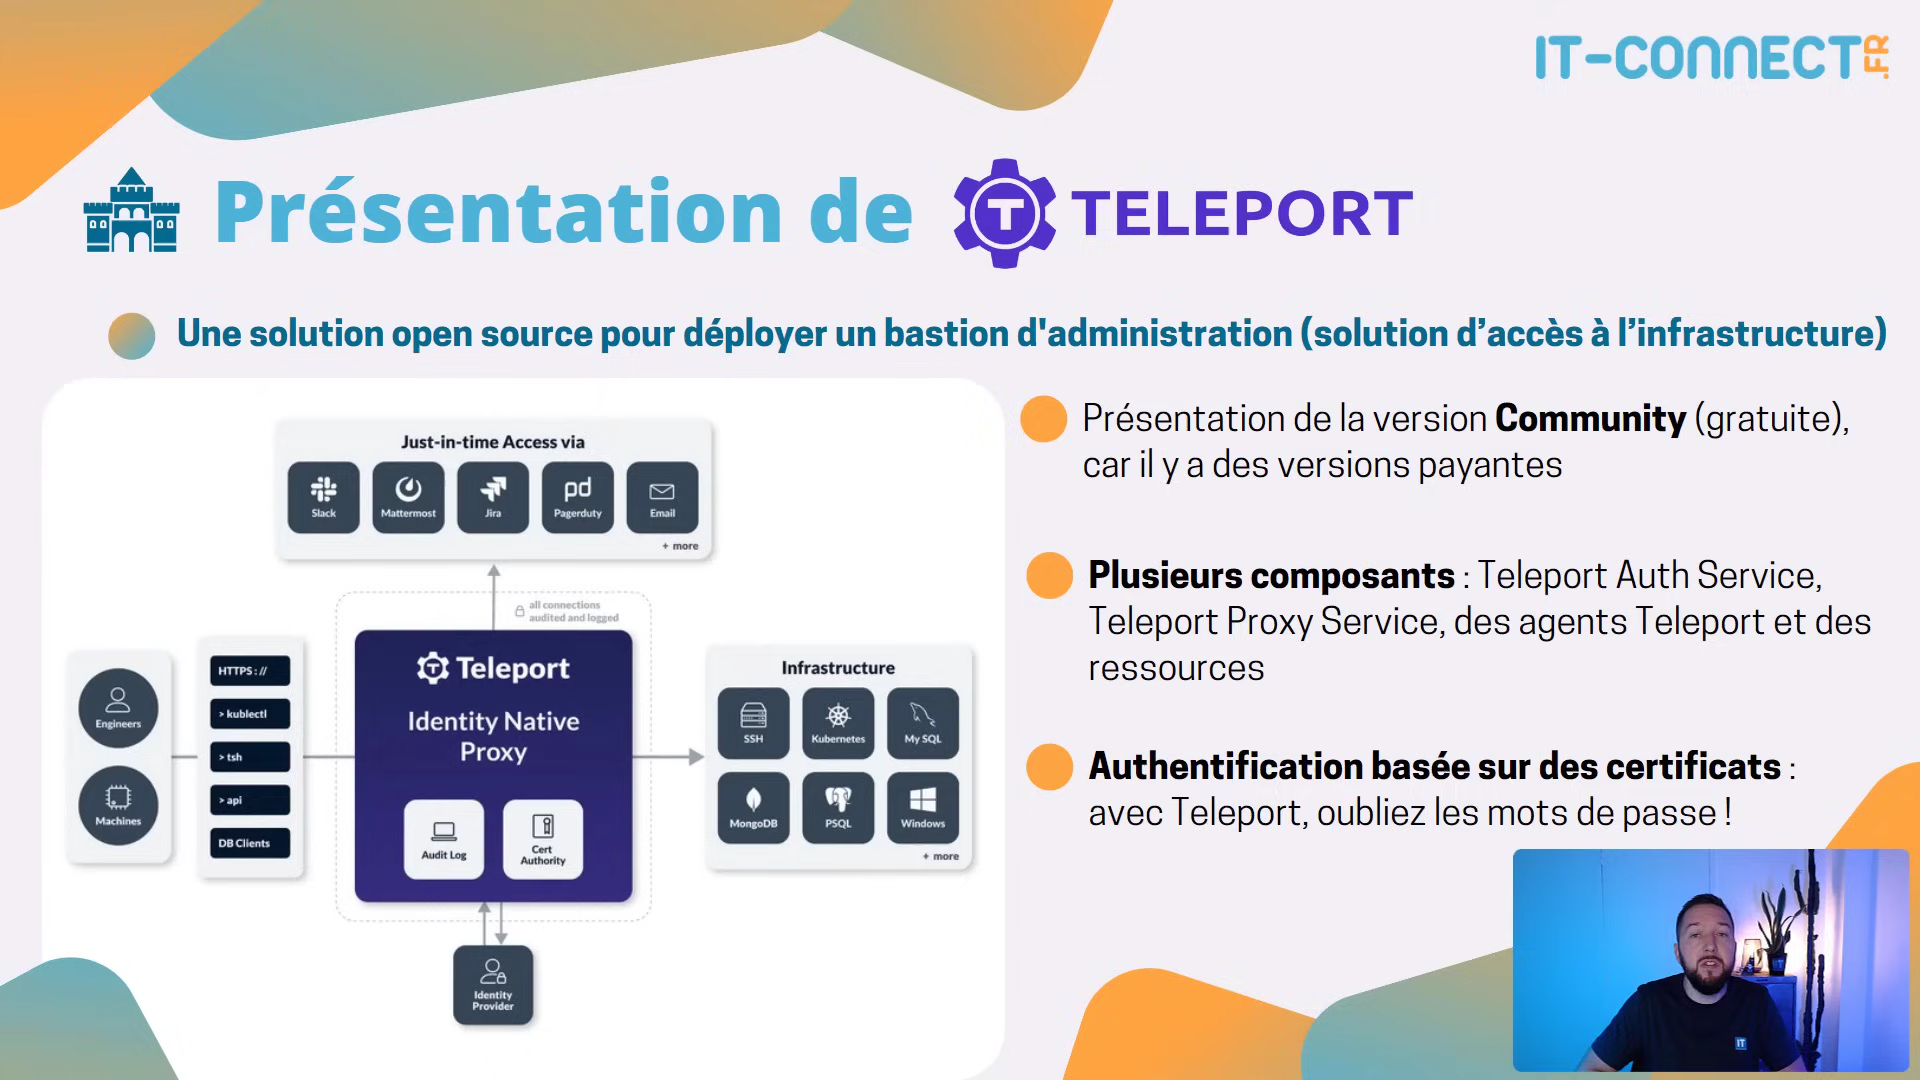 IT-CONNECT.FR
Présentation de TELEPORT
Une solution open source pour déployer un bastion d'administration (solution d’accès à l’infrastructure)
Just-in-time Access via
Slack
Mattermost
Jira
pd
Pagerduty
Email
+ more
all connections
audited and logged
Engineers
Machines
HTTPS://
> kublectl
> tsh
> api
DB Clients
Teleport
Identity Native
Proxy
Audit Log
Cert
Authority
Identity
Provider
Infrastructure
SSH
Kubernetes
My SQL
MongoDB
PSQL
Windows
+ more
Présentation de la version Community (gratuite),
car il y a des versions payantes
Plusieurs composants : Teleport Auth Service,
Teleport Proxy Service, des agents Teleport et des
ressources
Authentification basée sur des certificats :
avec Teleport, oubliez les mots de passe !
IT